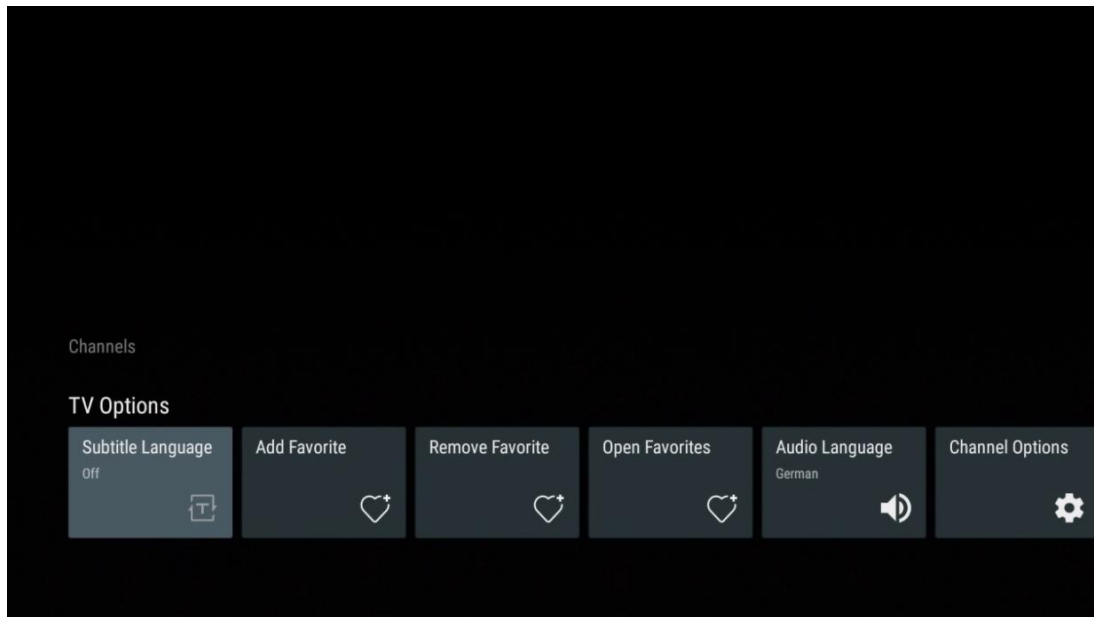 Channels
TV Options
Subtitle Language
Off
Add Favorite
Remove Favorite
Open Favorites
Audio Language
German
Channel Options